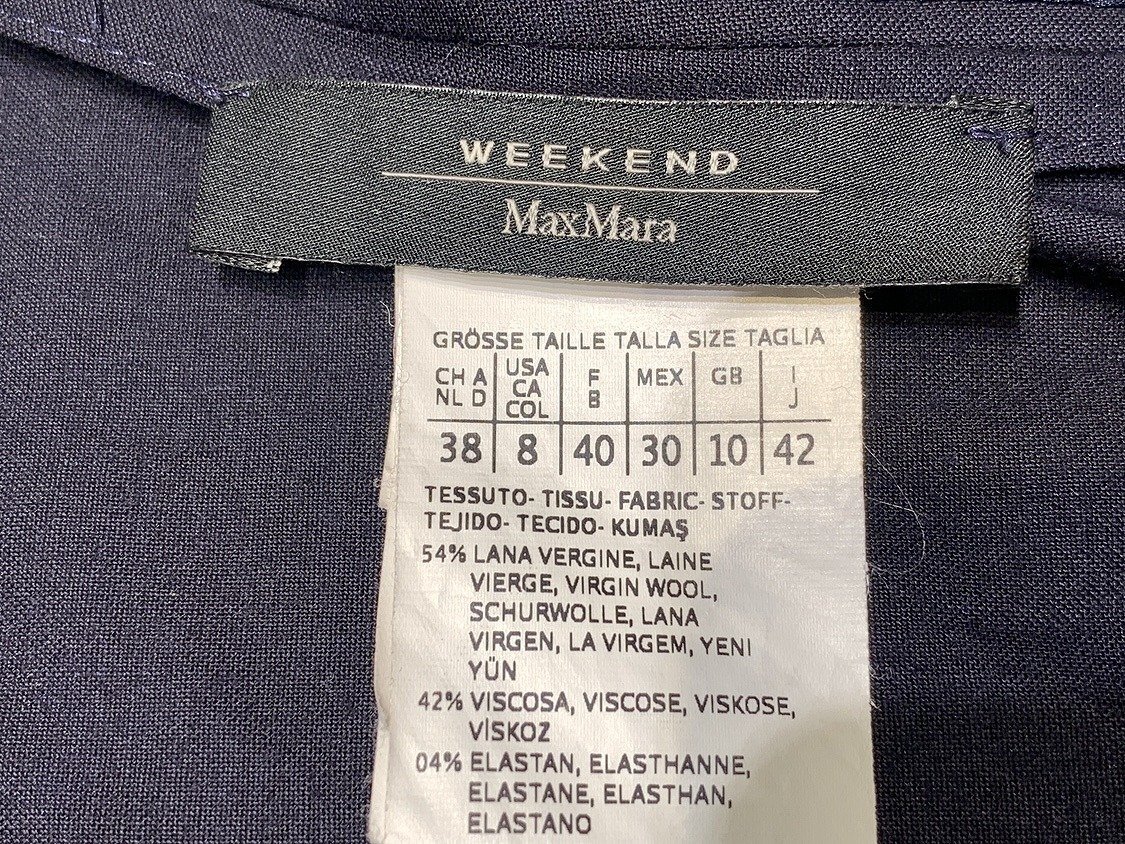 WEEKEND
MaxMara
GRÖSSE TAILLE TALLA SIZE TAGLIA
CH A NL D | USA CA COL | F B | MEX | GB | I J
38 | 8 | 40 | 30 | 10 | 42
TESSUTO- TISSU- FABRIC- STOFF-
TEJIDO- TECIDO- KUMAŞ
54% LANA VERGINE, LAINE
VIERGE, VIRGIN WOOL,
SCHURWOLLE, LANA
VIRGEN, LA VIRGEM, YENI
YÜN
42% VISCOSA, VISCOSE, VISKOSE,
VİSKOZ
04% ELASTAN, ELASTHANNE,
ELASTANE, ELASTHAN,
ELASTANO